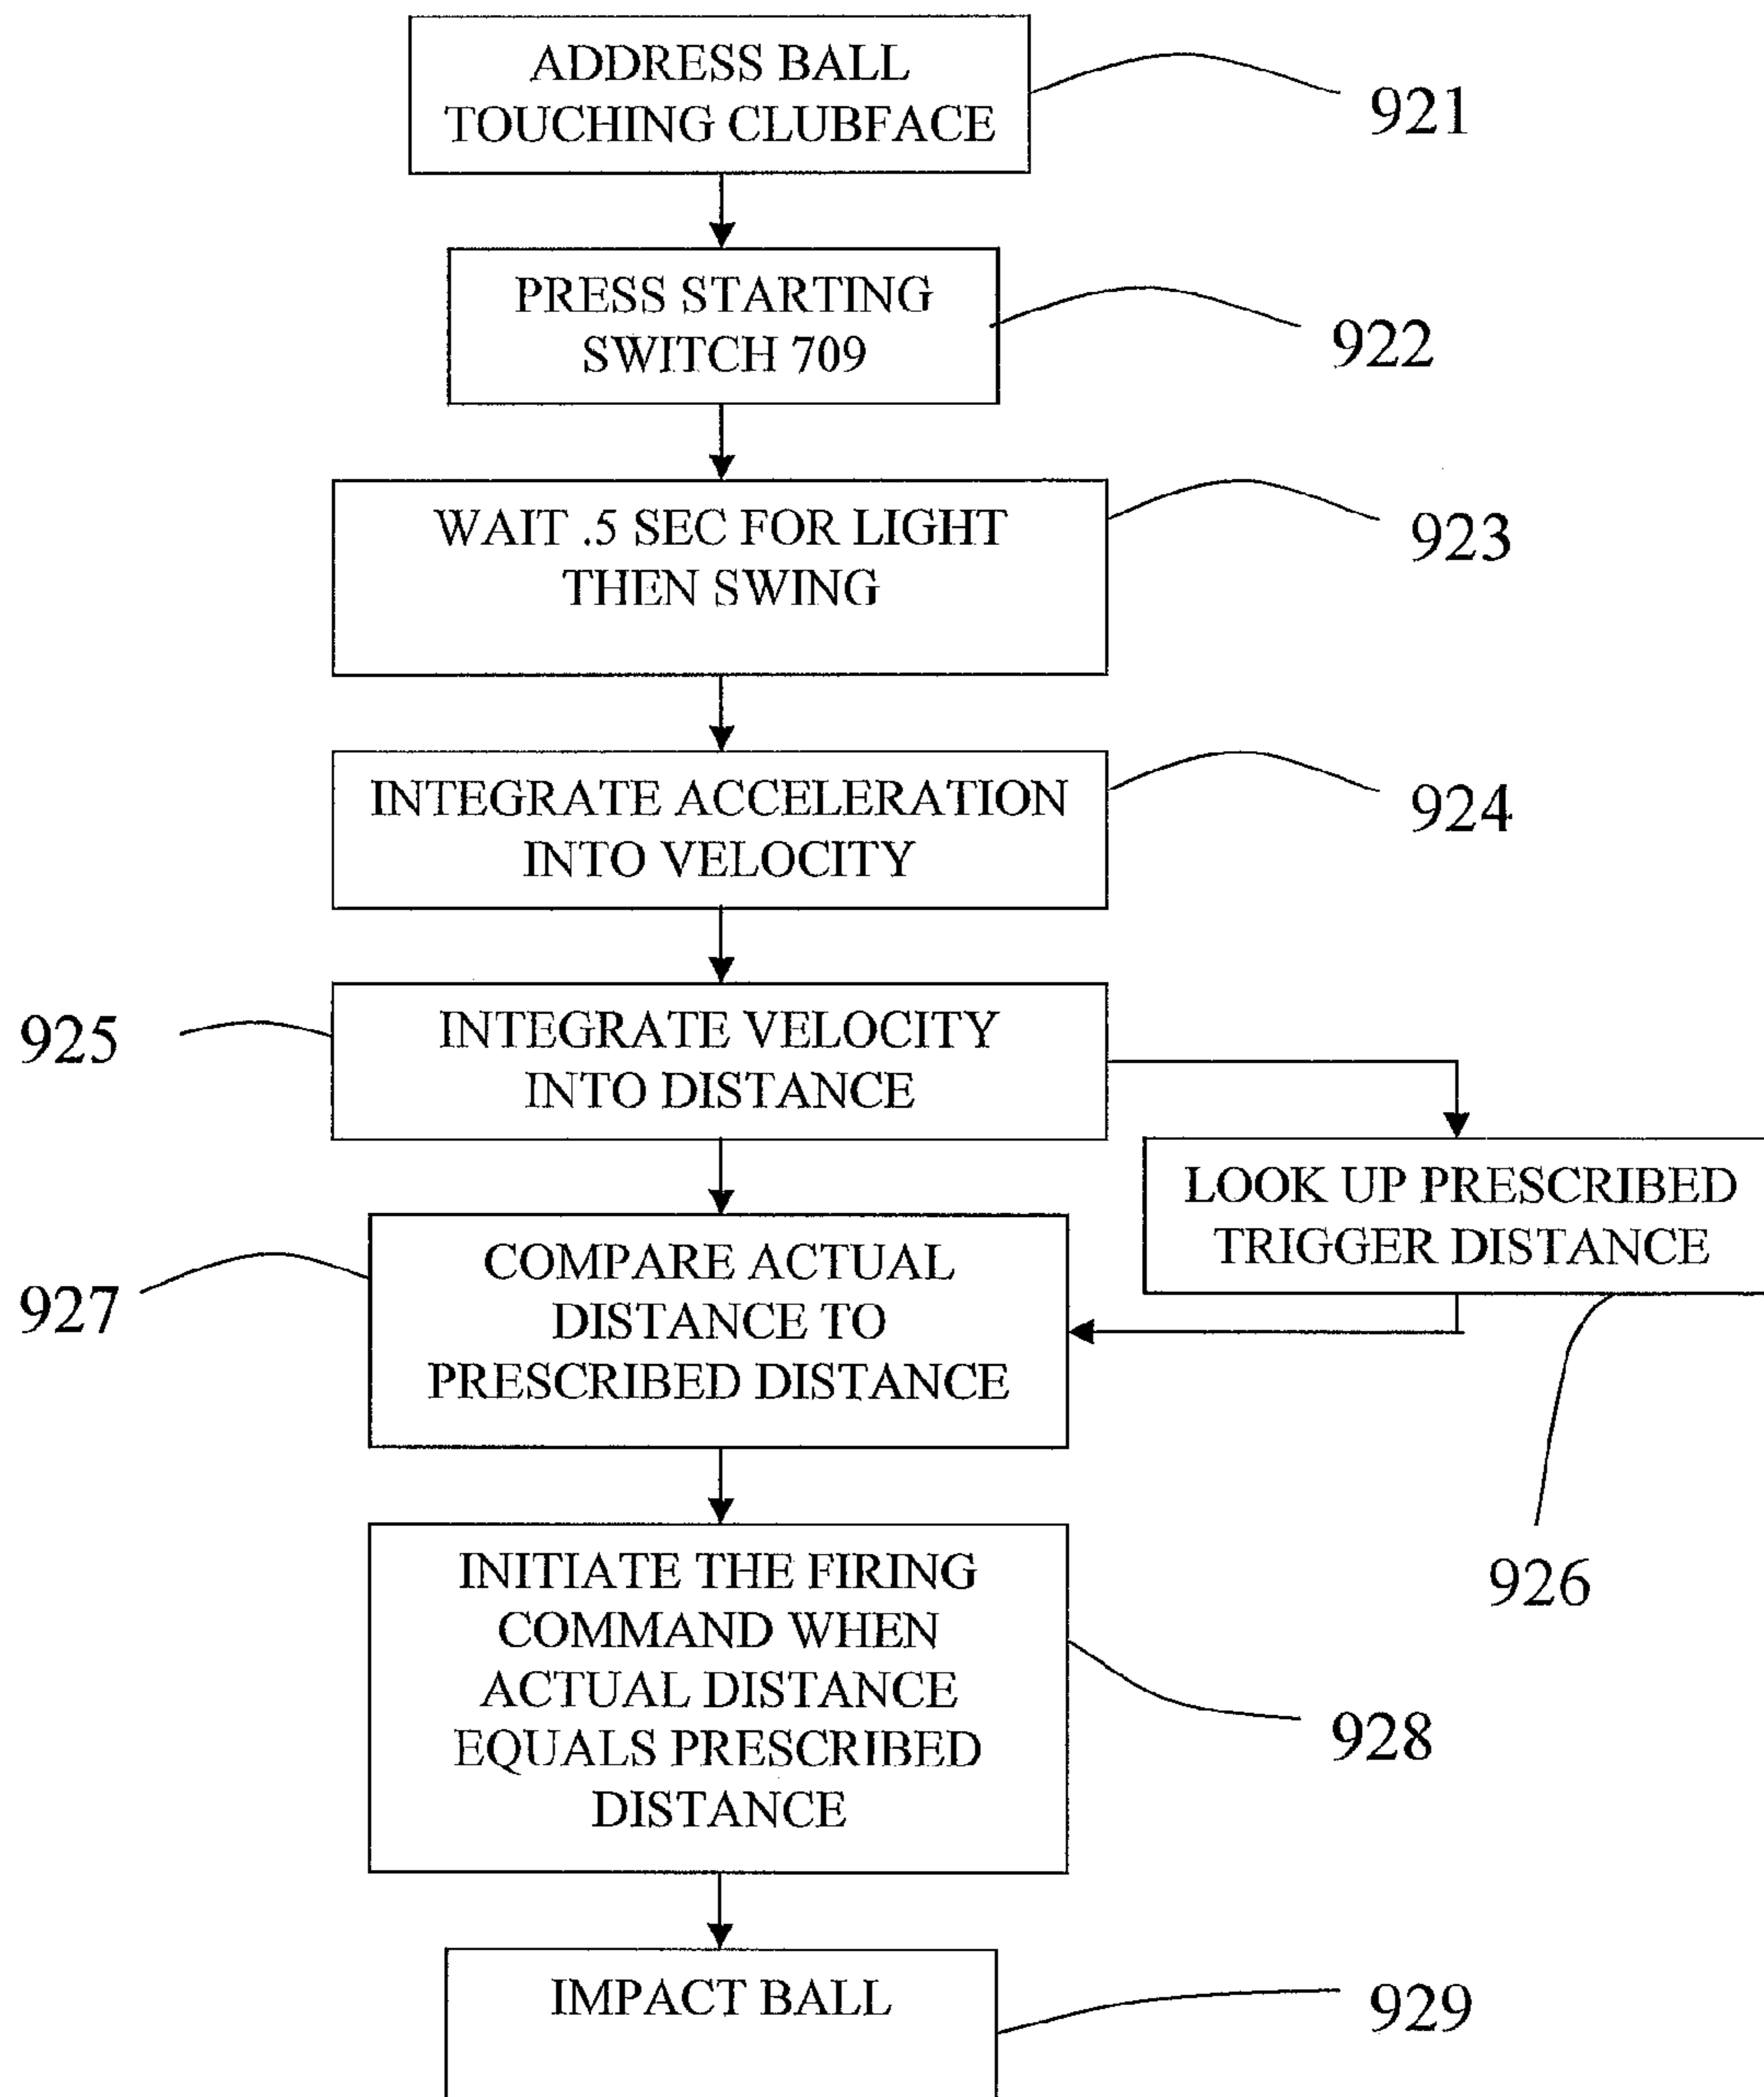 ADDRESS BALL
TOUCHING CLUBFACE
921
PRESS STARTING
SWITCH 709
922
WAIT .5 SEC FOR LIGHT
THEN SWING
923
INTEGRATE ACCELERATION
INTO VELOCITY
924
925
INTEGRATE VELOCITY
INTO DISTANCE
LOOK UP PRESCRIBED
TRIGGER DISTANCE
926
927
COMPARE ACTUAL
DISTANCE TO
PRESCRIBED DISTANCE
INITIATE THE FIRING
COMMAND WHEN
ACTUAL DISTANCE
EQUALS PRESCRIBED
DISTANCE
928
IMPACT BALL
929